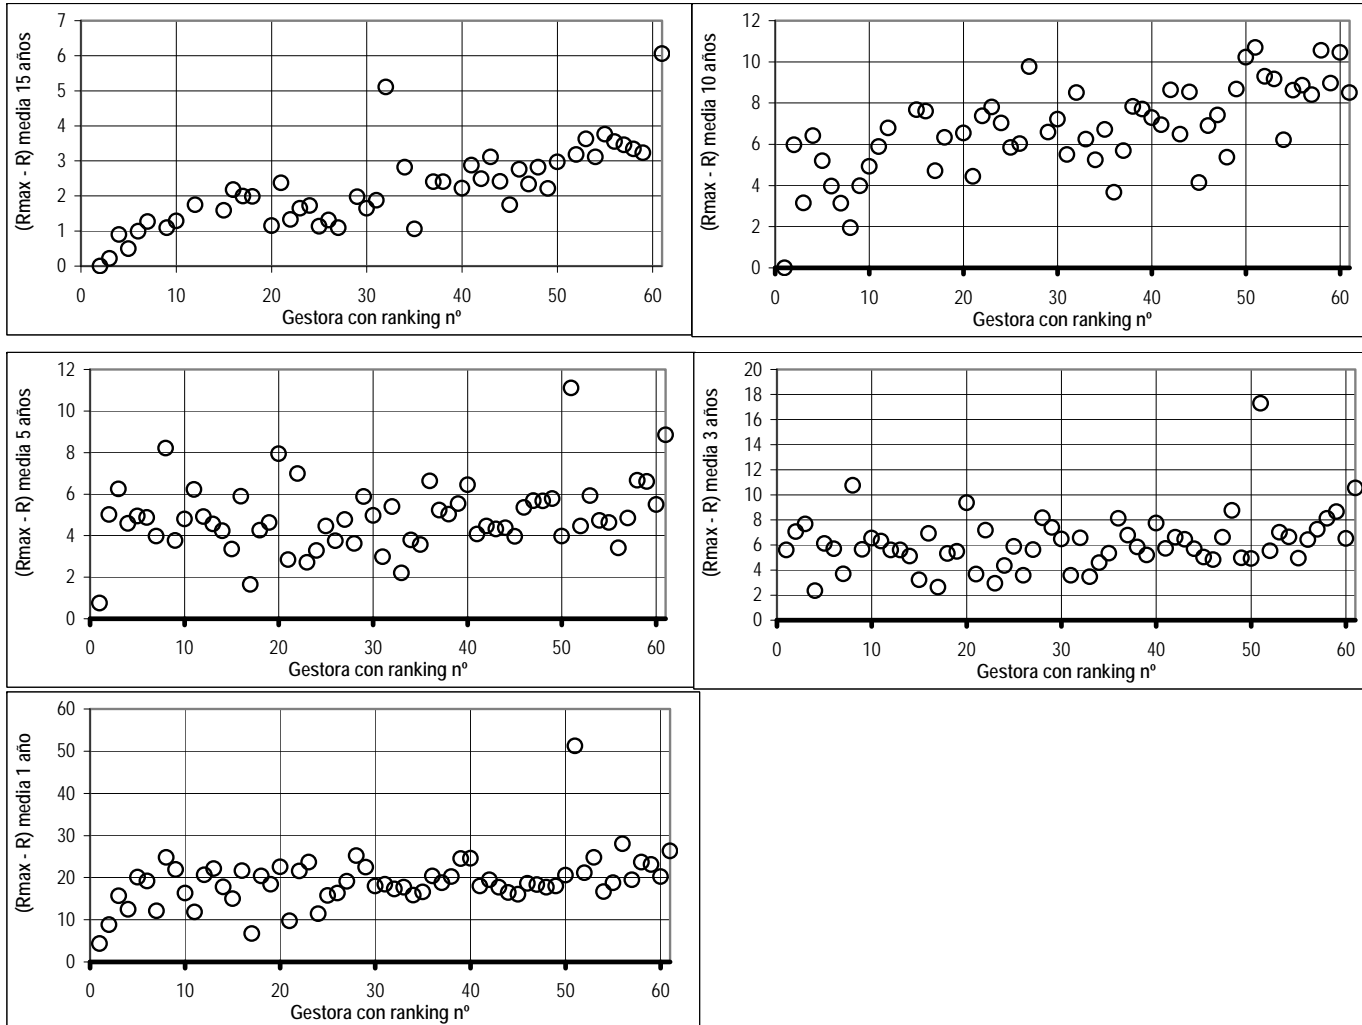 (Rmax - R) media 15 años
7
6
5
4
3
2
1
0
0 10 20 30 40 50 60
Gestora con ranking nº
(Rmax - R) media 10 años
12
10
8
6
4
2
0
0 10 20 30 40 50 60
Gestora con ranking nº
(Rmax - R) media 5 años
12
10
8
6
4
2
0
0 10 20 30 40 50 60
Gestora con ranking nº
(Rmax - R) media 3 años
20
18
16
14
12
10
8
6
4
2
0
0 10 20 30 40 50 60
Gestora con ranking nº
(Rmax - R) media 1 año
60
50
40
30
20
10
0
0 10 20 30 40 50 60
Gestora con ranking nº